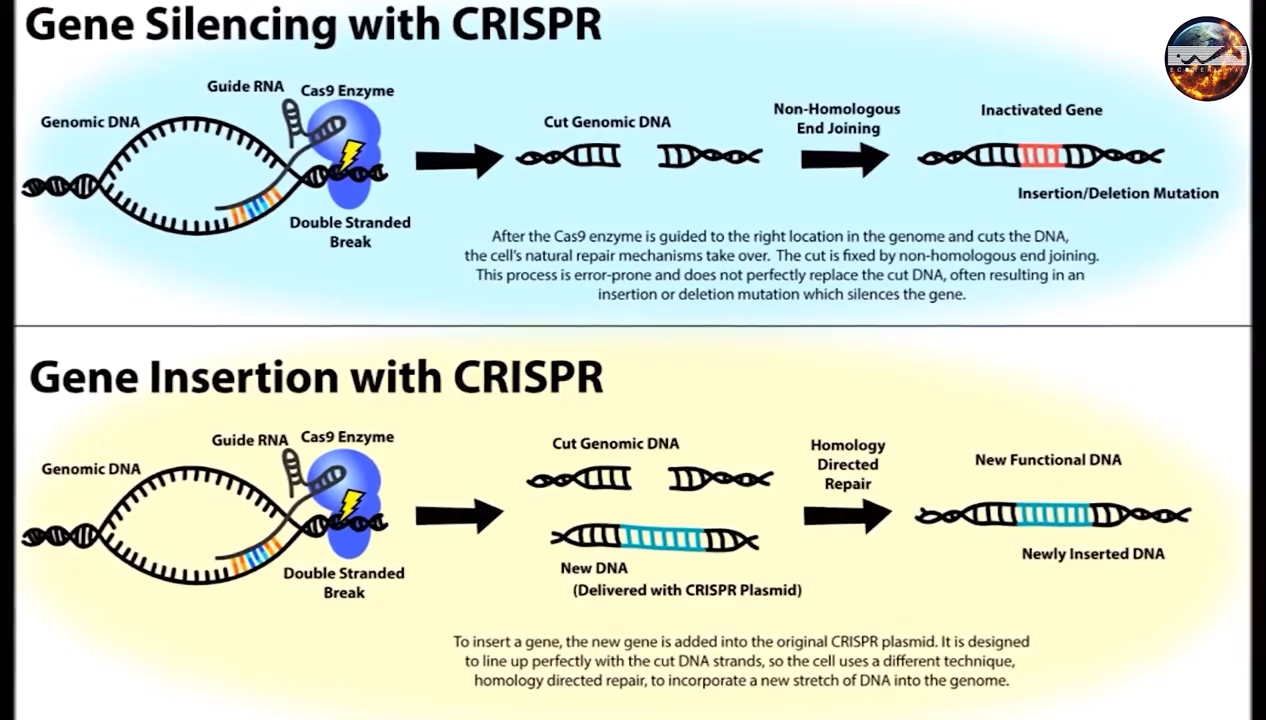 Gene Silencing with CRISPR
Guide RNA
Cas9 Enzyme
Genomic DNA
Double Stranded
Break
Cut Genomic DNA
Non-Homologous
End Joining
Inactivated Gene
Insertion/Deletion Mutation
After the Cas9 enzyme is guided to the right location in the genome and cuts the DNA,
the cell's natural repair mechanisms take over. The cut is fixed by non-homologous end joining.
This process is error-prone and does not perfectly replace the cut DNA, often resulting in an
insertion or deletion mutation which silences the gene.
Gene Insertion with CRISPR
Guide RNA
Cas9 Enzyme
Genomic DNA
Double Stranded
Break
Cut Genomic DNA
New DNA
(Delivered with CRISPR Plasmid)
Homology
Directed
Repair
New Functional DNA
Newly Inserted DNA
To insert a gene, the new gene is added into the original CRISPR plasmid. It is designed
to line up perfectly with the cut DNA strands, so the cell uses a different technique,
homology directed repair, to incorporate a new stretch of DNA into the genome.